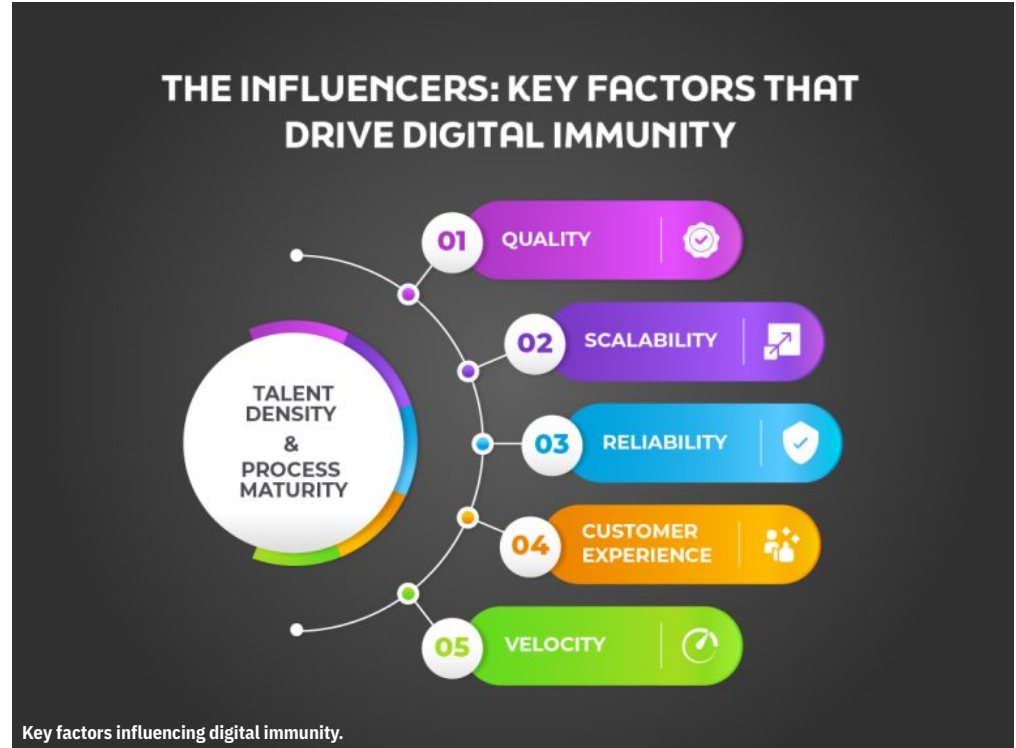 THE INFLUENCERS: KEY FACTORS THAT
DRIVE DIGITAL IMMUNITY
TALENT
DENSITY
&
PROCESS
MATURITY
01 QUALITY
02 SCALABILITY
03 RELIABILITY
04 CUSTOMER
EXPERIENCE
05 VELOCITY
Key factors influencing digital immunity.